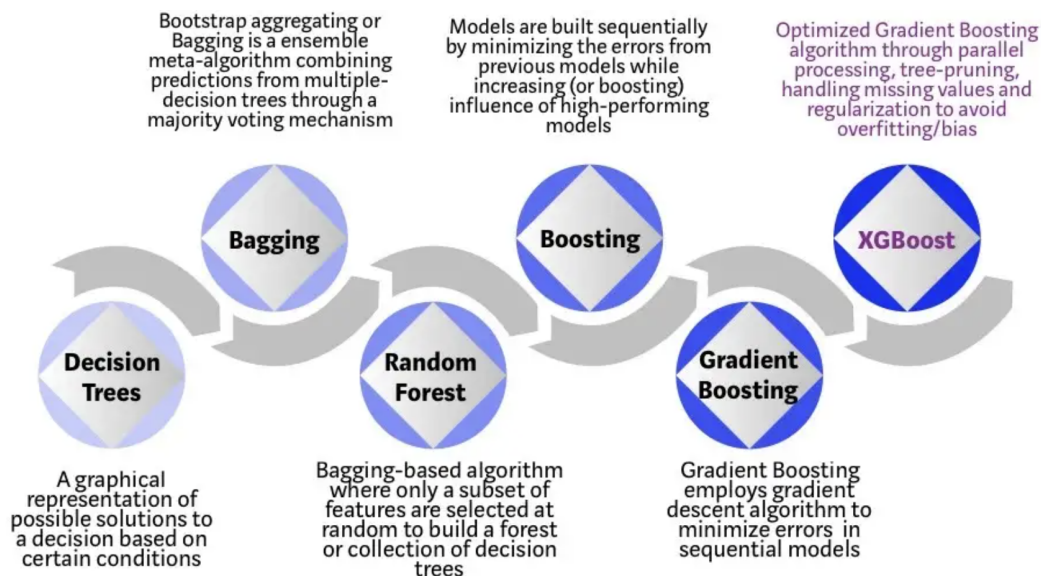 Bootstrap aggregating or
Bagging is a ensemble
meta-algorithm combining
predictions from multiple-
decision trees through a
majority voting mechanism
Models are built sequentially
by minimizing the errors from
previous models while
increasing (or boosting)
influence of high-performing
models
Optimized Gradient Boosting
algorithm through parallel
processing, tree-pruning,
handling missing values and
regularization to avoid
overfitting/bias
Bagging
Boosting
XGBoost
Decision
Trees
Random
Forest
Gradient
Boosting
A graphical
representation of
possible solutions to
a decision based on
certain conditions
Bagging-based algorithm
where only a subset of
features are selected at
random to build a forest
or collection of decision
trees
Gradient Boosting
employs gradient
descent algorithm to
minimize errors in
sequential models